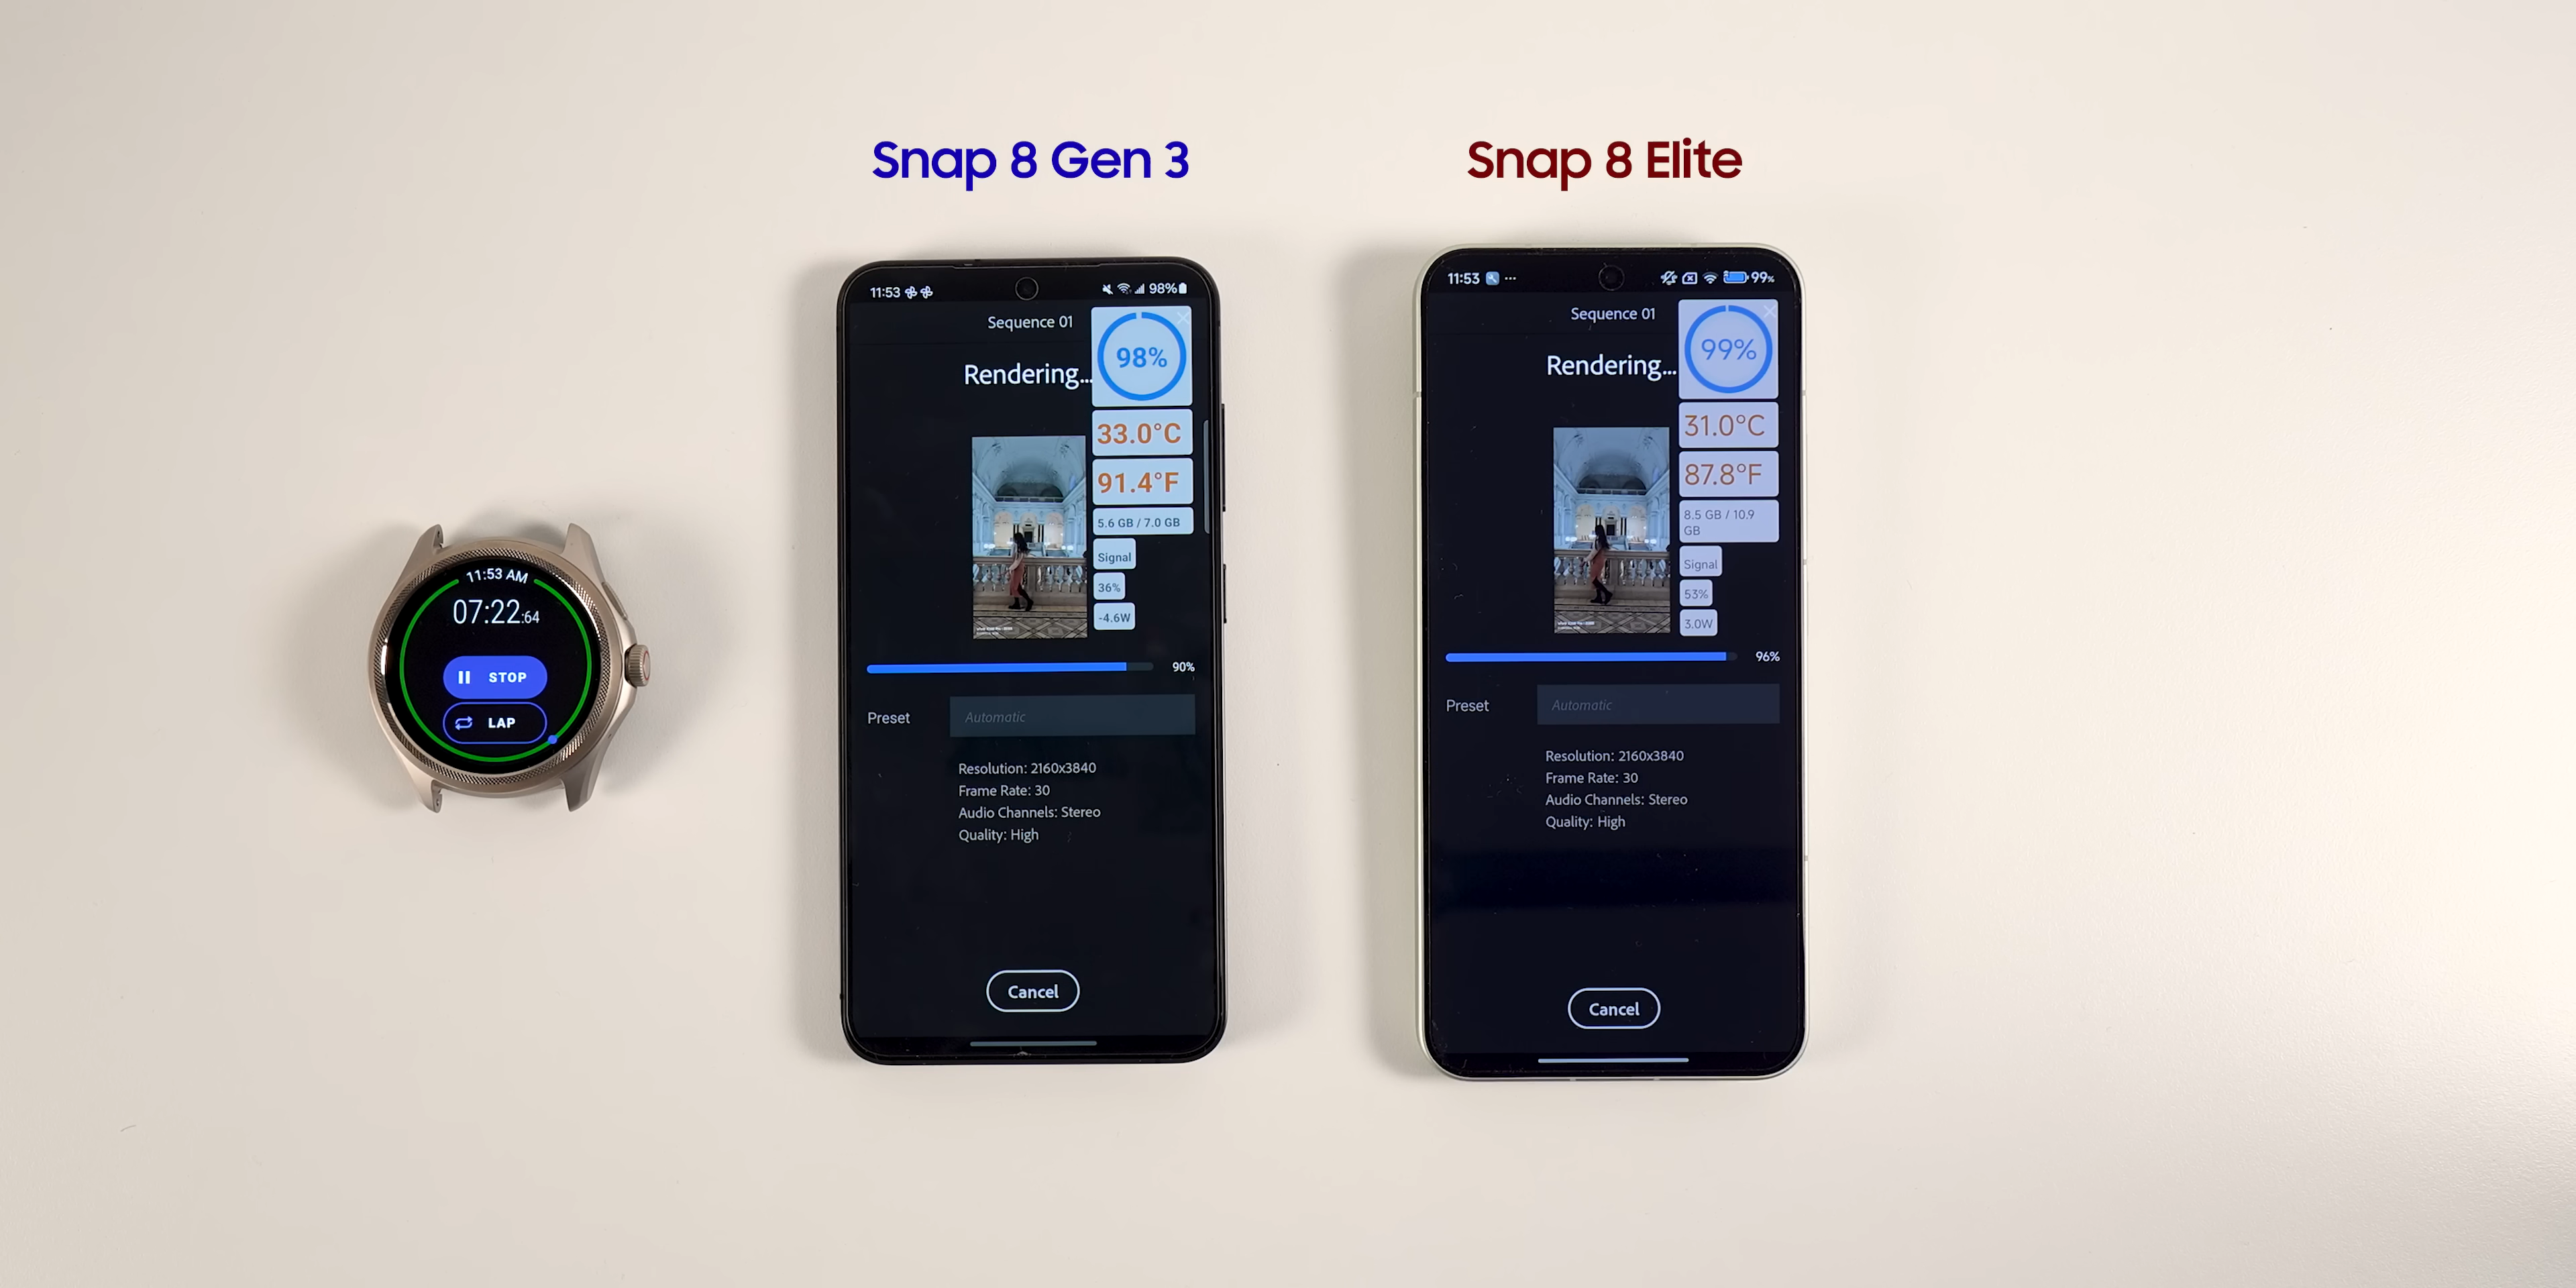 Snap 8 Gen 3
Snap 8 Elite
11:53 AM
07:22:64
STOP
LAP
11:53
98%
Sequence 01
98%
Rendering...
33.0°C
91.4°F
5.6 GB / 7.0 GB
Signal
36%
-4.6W
90%
Preset
Automatic
Resolution: 2160x3840
Frame Rate: 30
Audio Channels: Stereo
Quality: High
Cancel
11:53
99%
Sequence 01
99%
Rendering...
31.0°C
87.8°F
8.5 GB / 10.9
GB
Signal
53%
3.0W
96%
Preset
Automatic
Resolution: 2160x3840
Frame Rate: 30
Audio Channels: Stereo
Quality: High
Cancel